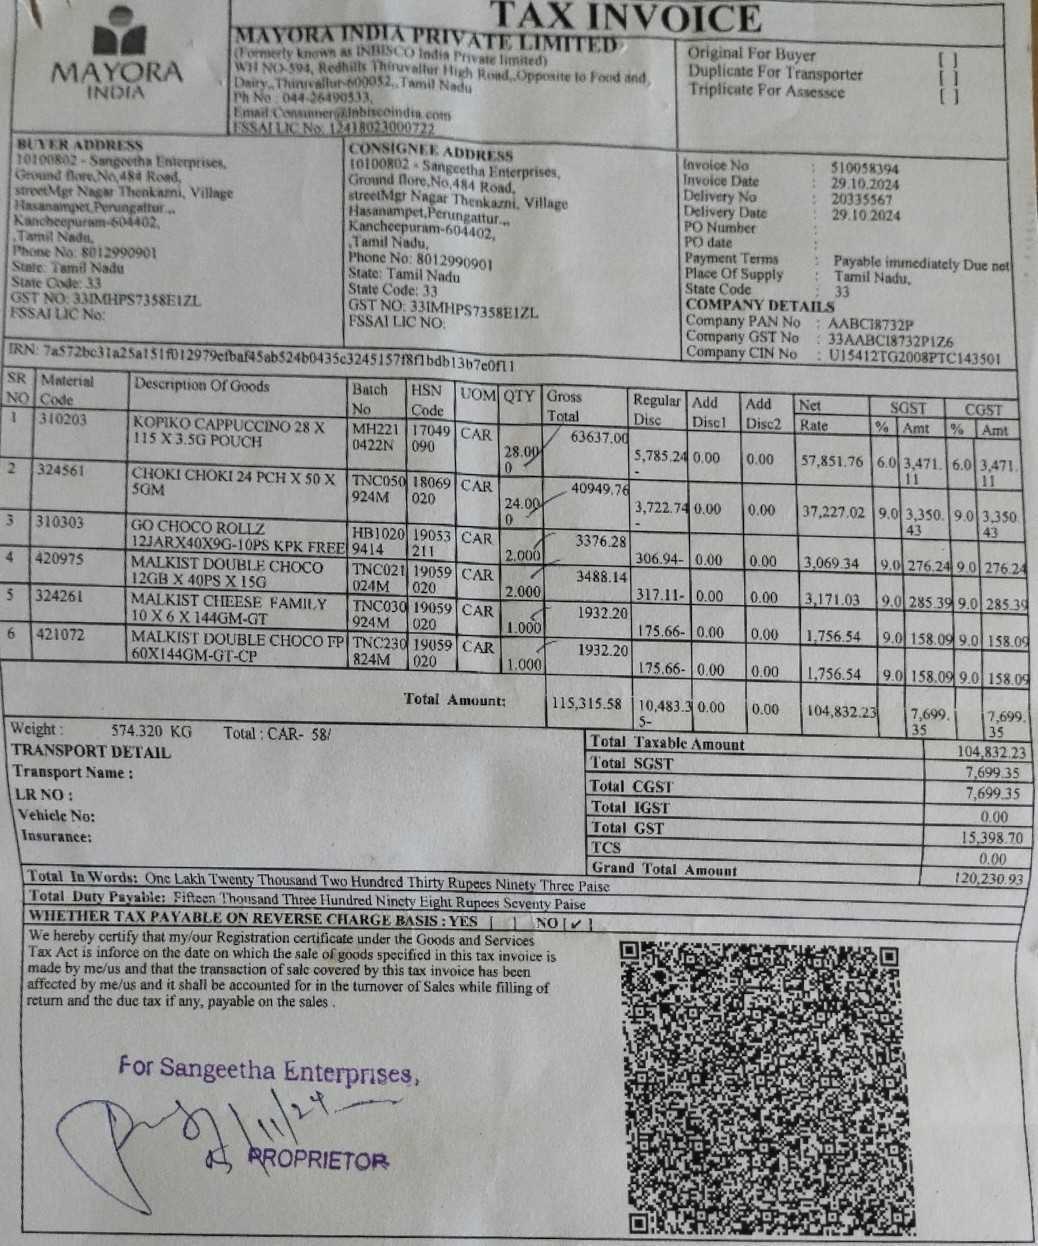 TAX INVOICE
MAYORA
INDIA
MAYORA INDIA PRIVATE LIMITED
(Formerly known as INBISCO India Private limited)
WH NO-594, Redhills Thiruvallur High Road,,Opposite to Food and,
Dairy,,Thiruvallur-600052,,Tamil Nadu
Ph No : 044-26490533,
Email:Consumer@Inbiscoindia.com
FSSAI LIC No: 12418023000722
Original For Buyer [ ]
Duplicate For Transporter [ ]
Triplicate For Assessee [ ]
BUYER ADDRESS
10100802 - Sangeetha Enterprises,
Ground flore,No,484 Road,
streetMgr Nagar Thenkazni, Village
Hasanampet,Perungattur.,,
Kancheepuram-604402,
,Tamil Nadu,
Phone No: 8012990901
State: Tamil Nadu
State Code: 33
GST NO: 33IMHPS7358E1ZL
FSSAI LIC No:
CONSIGNEE ADDRESS
10100802 - Sangeetha Enterprises,
Ground flore,No,484 Road,
streetMgr Nagar Thenkazni, Village
Hasanampet,Perungattur.,,
Kancheepuram-604402,
,Tamil Nadu,
Phone No: 8012990901
State: Tamil Nadu
State Code: 33
GST NO: 33IMHPS7358E1ZL
FSSAI LIC NO:
Invoice No : 510058394
Invoice Date : 29.10.2024
Delivery No : 20335567
Delivery Date : 29.10.2024
PO Number :
PO date :
Payment Terms : Payable immediately Due net
Place Of Supply : Tamil Nadu,
State Code : 33
COMPANY DETAILS
Company PAN No : AABCI8732P
Company GST No : 33AABCI8732P1Z6
Company CIN No : U15412TG2008PTC143501
IRN: 7a572bc31a25a151f012979efbaf45ab524b0435c3245157f8f1bdb13b7e0f11
SR NO Material Code Description Of Goods Batch No HSN Code UOM QTY Gross Total Regular Disc Add Disc1 Add Disc2 Net Rate SGST % Amt CGST % Amt
1 310203 KOPIKO CAPPUCCINO 28 X 115 X 3.5G POUCH MH2210422N 17049090 CAR 28.000 63637.00 5,785.24- 0.00 0.00 57,851.76 6.0 3,471.11 6.0 3,471.11
2 324561 CHOKI CHOKI 24 PCH X 50 X 5GM TNC050924M 18069020 CAR 24.000 40949.76 3,722.74- 0.00 0.00 37,227.02 9.0 3,350.43 9.0 3,350.43
3 310303 GO CHOCO ROLLZ 12JARX40X9G-10PS KPK FREE HB10209414 19053211 CAR 2.000 3376.28 306.94- 0.00 0.00 3,069.34 9.0 276.24 9.0 276.24
4 420975 MALKIST DOUBLE CHOCO 12GB X 40PS X 15G TNC021024M 19059020 CAR 2.000 3488.14 317.11- 0.00 0.00 3,171.03 9.0 285.39 9.0 285.39
5 324261 MALKIST CHEESE FAMILY 10 X 6 X 144GM-GT TNC030924M 19059020 CAR 1.000 1932.20 175.66- 0.00 0.00 1,756.54 9.0 158.09 9.0 158.09
6 421072 MALKIST DOUBLE CHOCO FP 60X144GM-GT-CP TNC230824M 19059020 CAR 1.000 1932.20 175.66- 0.00 0.00 1,756.54 9.0 158.09 9.0 158.09
Total Amount: 115,315.58 10,483.35- 0.00 0.00 104,832.23 7,699.35 7,699.35
Weight : 574.320 KG Total : CAR- 58/
TRANSPORT DETAIL
Transport Name :
LR NO :
Vehicle No:
Insurance:
Total Taxable Amount 104,832.23
Total SGST 7,699.35
Total CGST 7,699.35
Total IGST 0.00
Total GST 15,398.70
TCS 0.00
Grand Total Amount 120,230.93
Total In Words: One Lakh Twenty Thousand Two Hundred Thirty Rupees Ninety Three Paise
Total Duty Payable: Fifteen Thousand Three Hundred Ninety Eight Rupees Seventy Paise
WHETHER TAX PAYABLE ON REVERSE CHARGE BASIS : YES [ ] NO [✓]
We hereby certify that my/our Registration certificate under the Goods and Services
Tax Act is inforce on the date on which the sale of goods specified in this tax invoice is
made by me/us and that the transaction of sale covered by this tax invoice has been
affected by me/us and it shall be accounted for in the turnover of Sales while filling of
return and the due tax if any, payable on the sales .
For Sangeetha Enterprises,
/11/24
PROPRIETOR